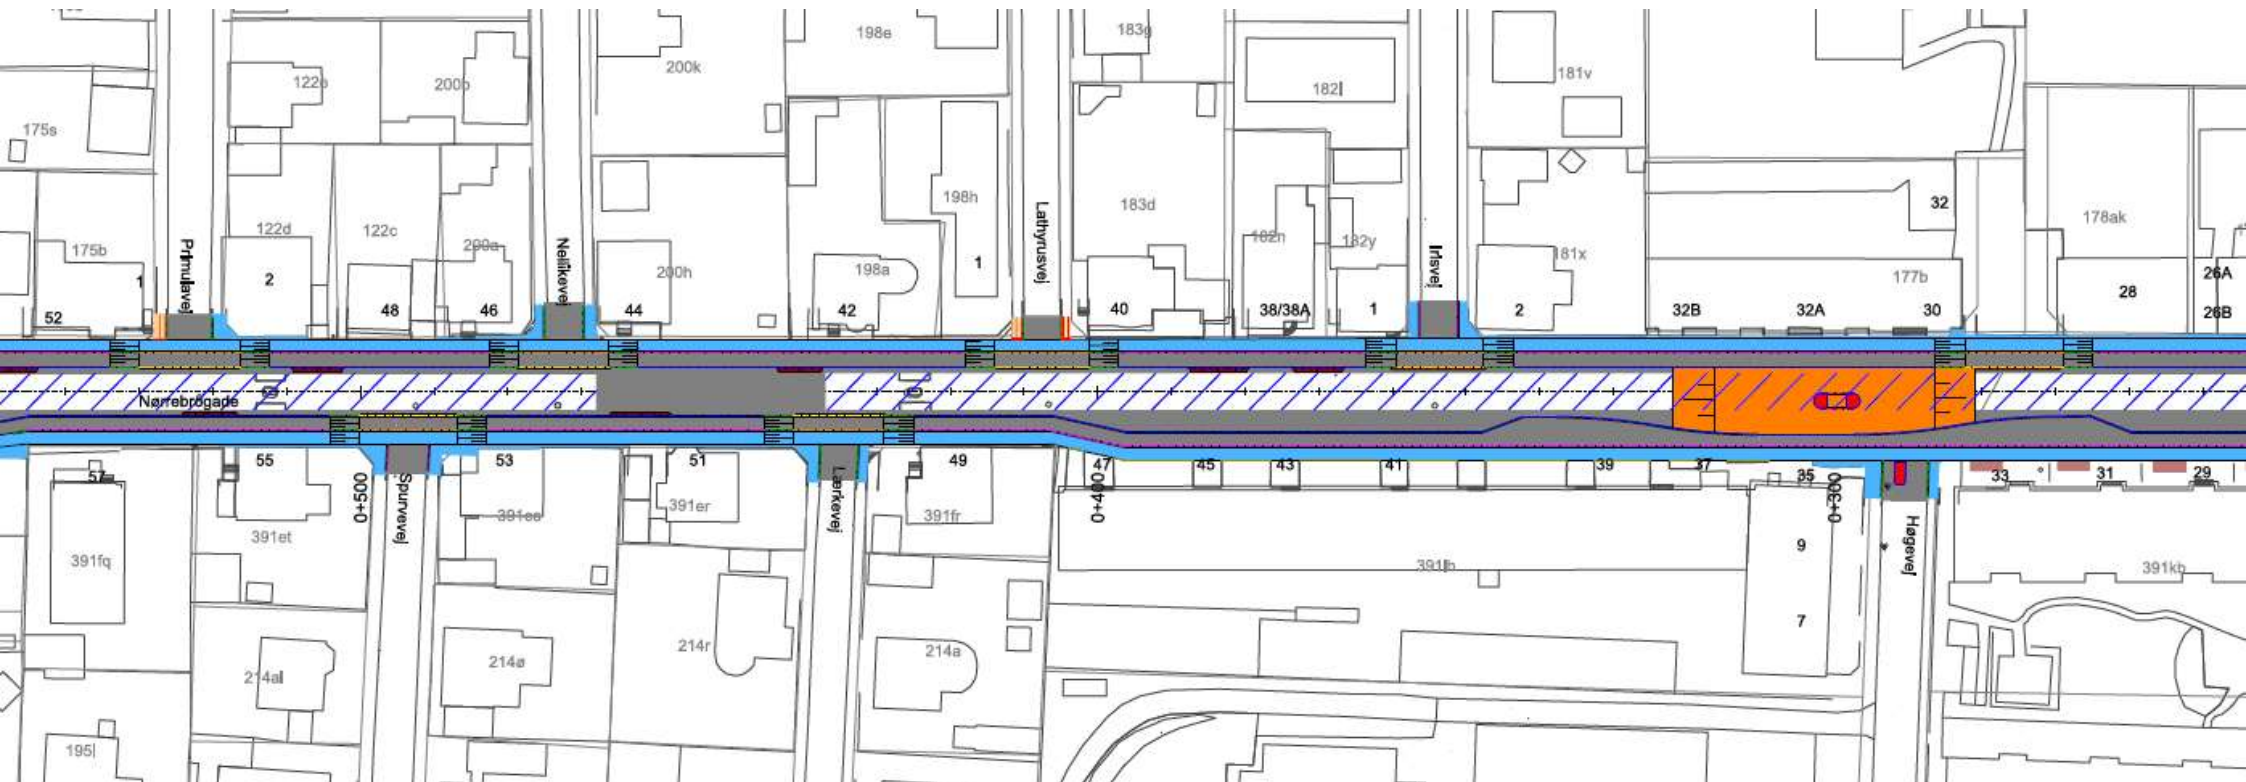 183g
198e
200k
181v
122e
200b
182l
175s
198h
32
183d
178ak
Primulavej
Nellikevej
Lathyrusvej
Irisvej
122d
122c
200a
182n
182y
175b
200h
198a
1
181x
177b
26A
1
2
28
52
48
46
44
42
40
38/38A
1
2
32B
32A
30
26B
Nørrebrogade
57
55
53
51
49
47
45
43
41
39
37
35
33
31
29
0+500
0+400
0+300
Spurvevej
Lærkevej
Høgevej
391et
391es
391er
391fr
391fq
391lb
9
391kb
7
214al
214ø
214r
214a
195l